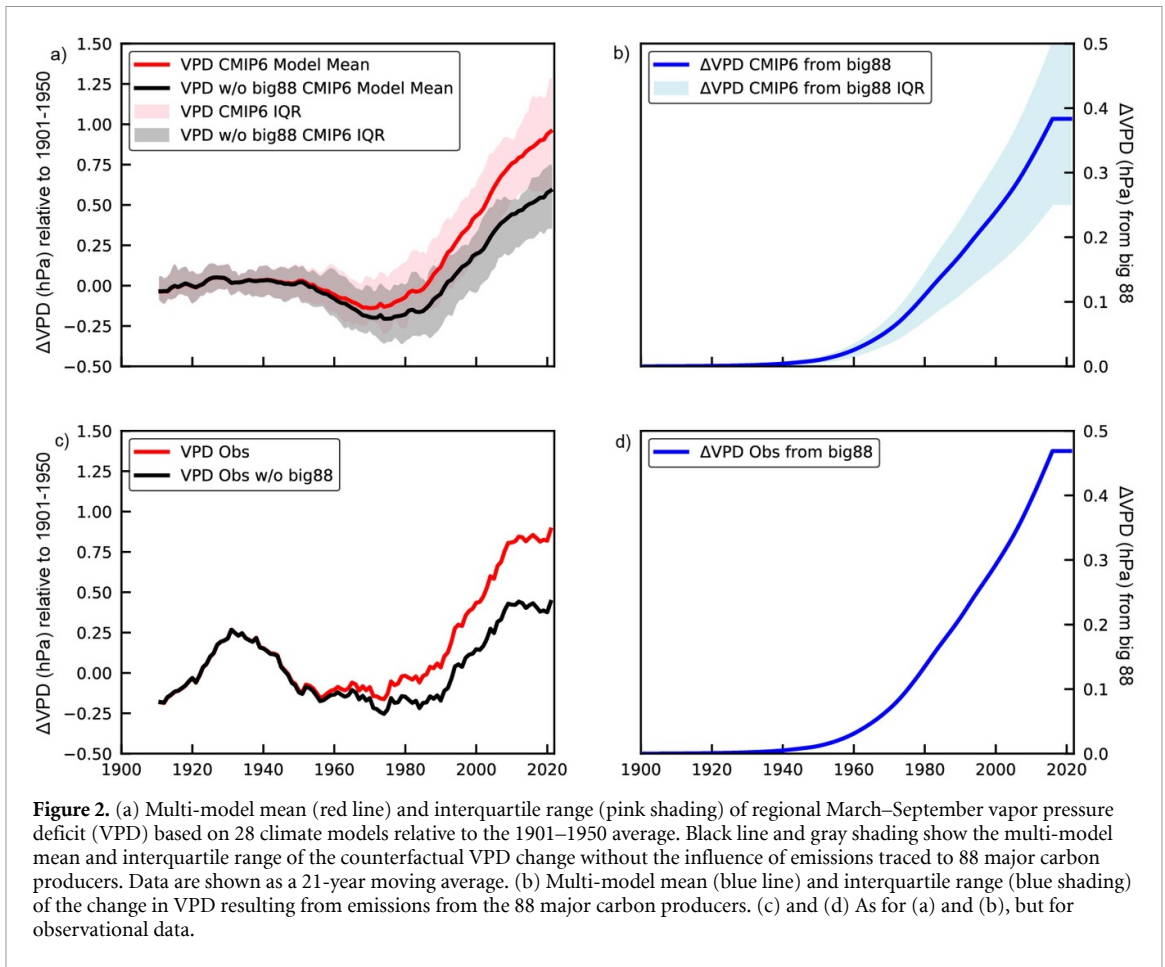 a)
1.50
1.25
1.00
0.75
0.50
0.25
0.00
−0.25
−0.50
ΔVPD (hPa) relative to 1901-1950
VPD CMIP6 Model Mean
VPD w/o big88 CMIP6 Model Mean
VPD CMIP6 IQR
VPD w/o big88 CMIP6 IQR
b)
ΔVPD CMIP6 from big88
ΔVPD CMIP6 from big88 IQR
0.5
0.4
0.3
0.2
0.1
0.0
ΔVPD (hPa) from big 88
c)
1.50
1.25
1.00
0.75
0.50
0.25
0.00
−0.25
−0.50
ΔVPD (hPa) relative to 1901-1950
VPD Obs
VPD Obs w/o big88
1900 1920 1940 1960 1980 2000 2020
d)
ΔVPD Obs from big88
0.5
0.4
0.3
0.2
0.1
0.0
ΔVPD (hPa) from big 88
1900 1920 1940 1960 1980 2000 2020
Figure 2. (a) Multi-model mean (red line) and interquartile range (pink shading) of regional March–September vapor pressure
deficit (VPD) based on 28 climate models relative to the 1901–1950 average. Black line and gray shading show the multi-model
mean and interquartile range of the counterfactual VPD change without the influence of emissions traced to 88 major carbon
producers. Data are shown as a 21-year moving average. (b) Multi-model mean (blue line) and interquartile range (blue shading)
of the change in VPD resulting from emissions from the 88 major carbon producers. (c) and (d) As for (a) and (b), but for
observational data.